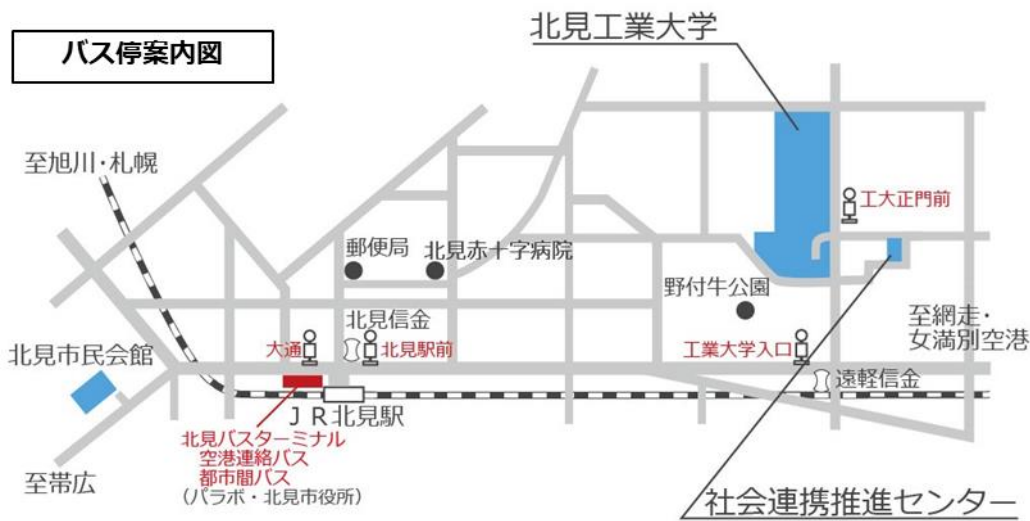 北見工業大学
バス停案内図
至旭川・札幌
工大正門前
郵便局
北見赤十字病院
野付牛公園
至網走・
女満別空港
北見信金
大通
北見駅前
工業大学入口
北見市民会館
遠軽信金
JR北見駅
北見バスターミナル
空港連絡バス
都市間バス
(パラボ・北見市役所)
至帯広
社会連携推進センター